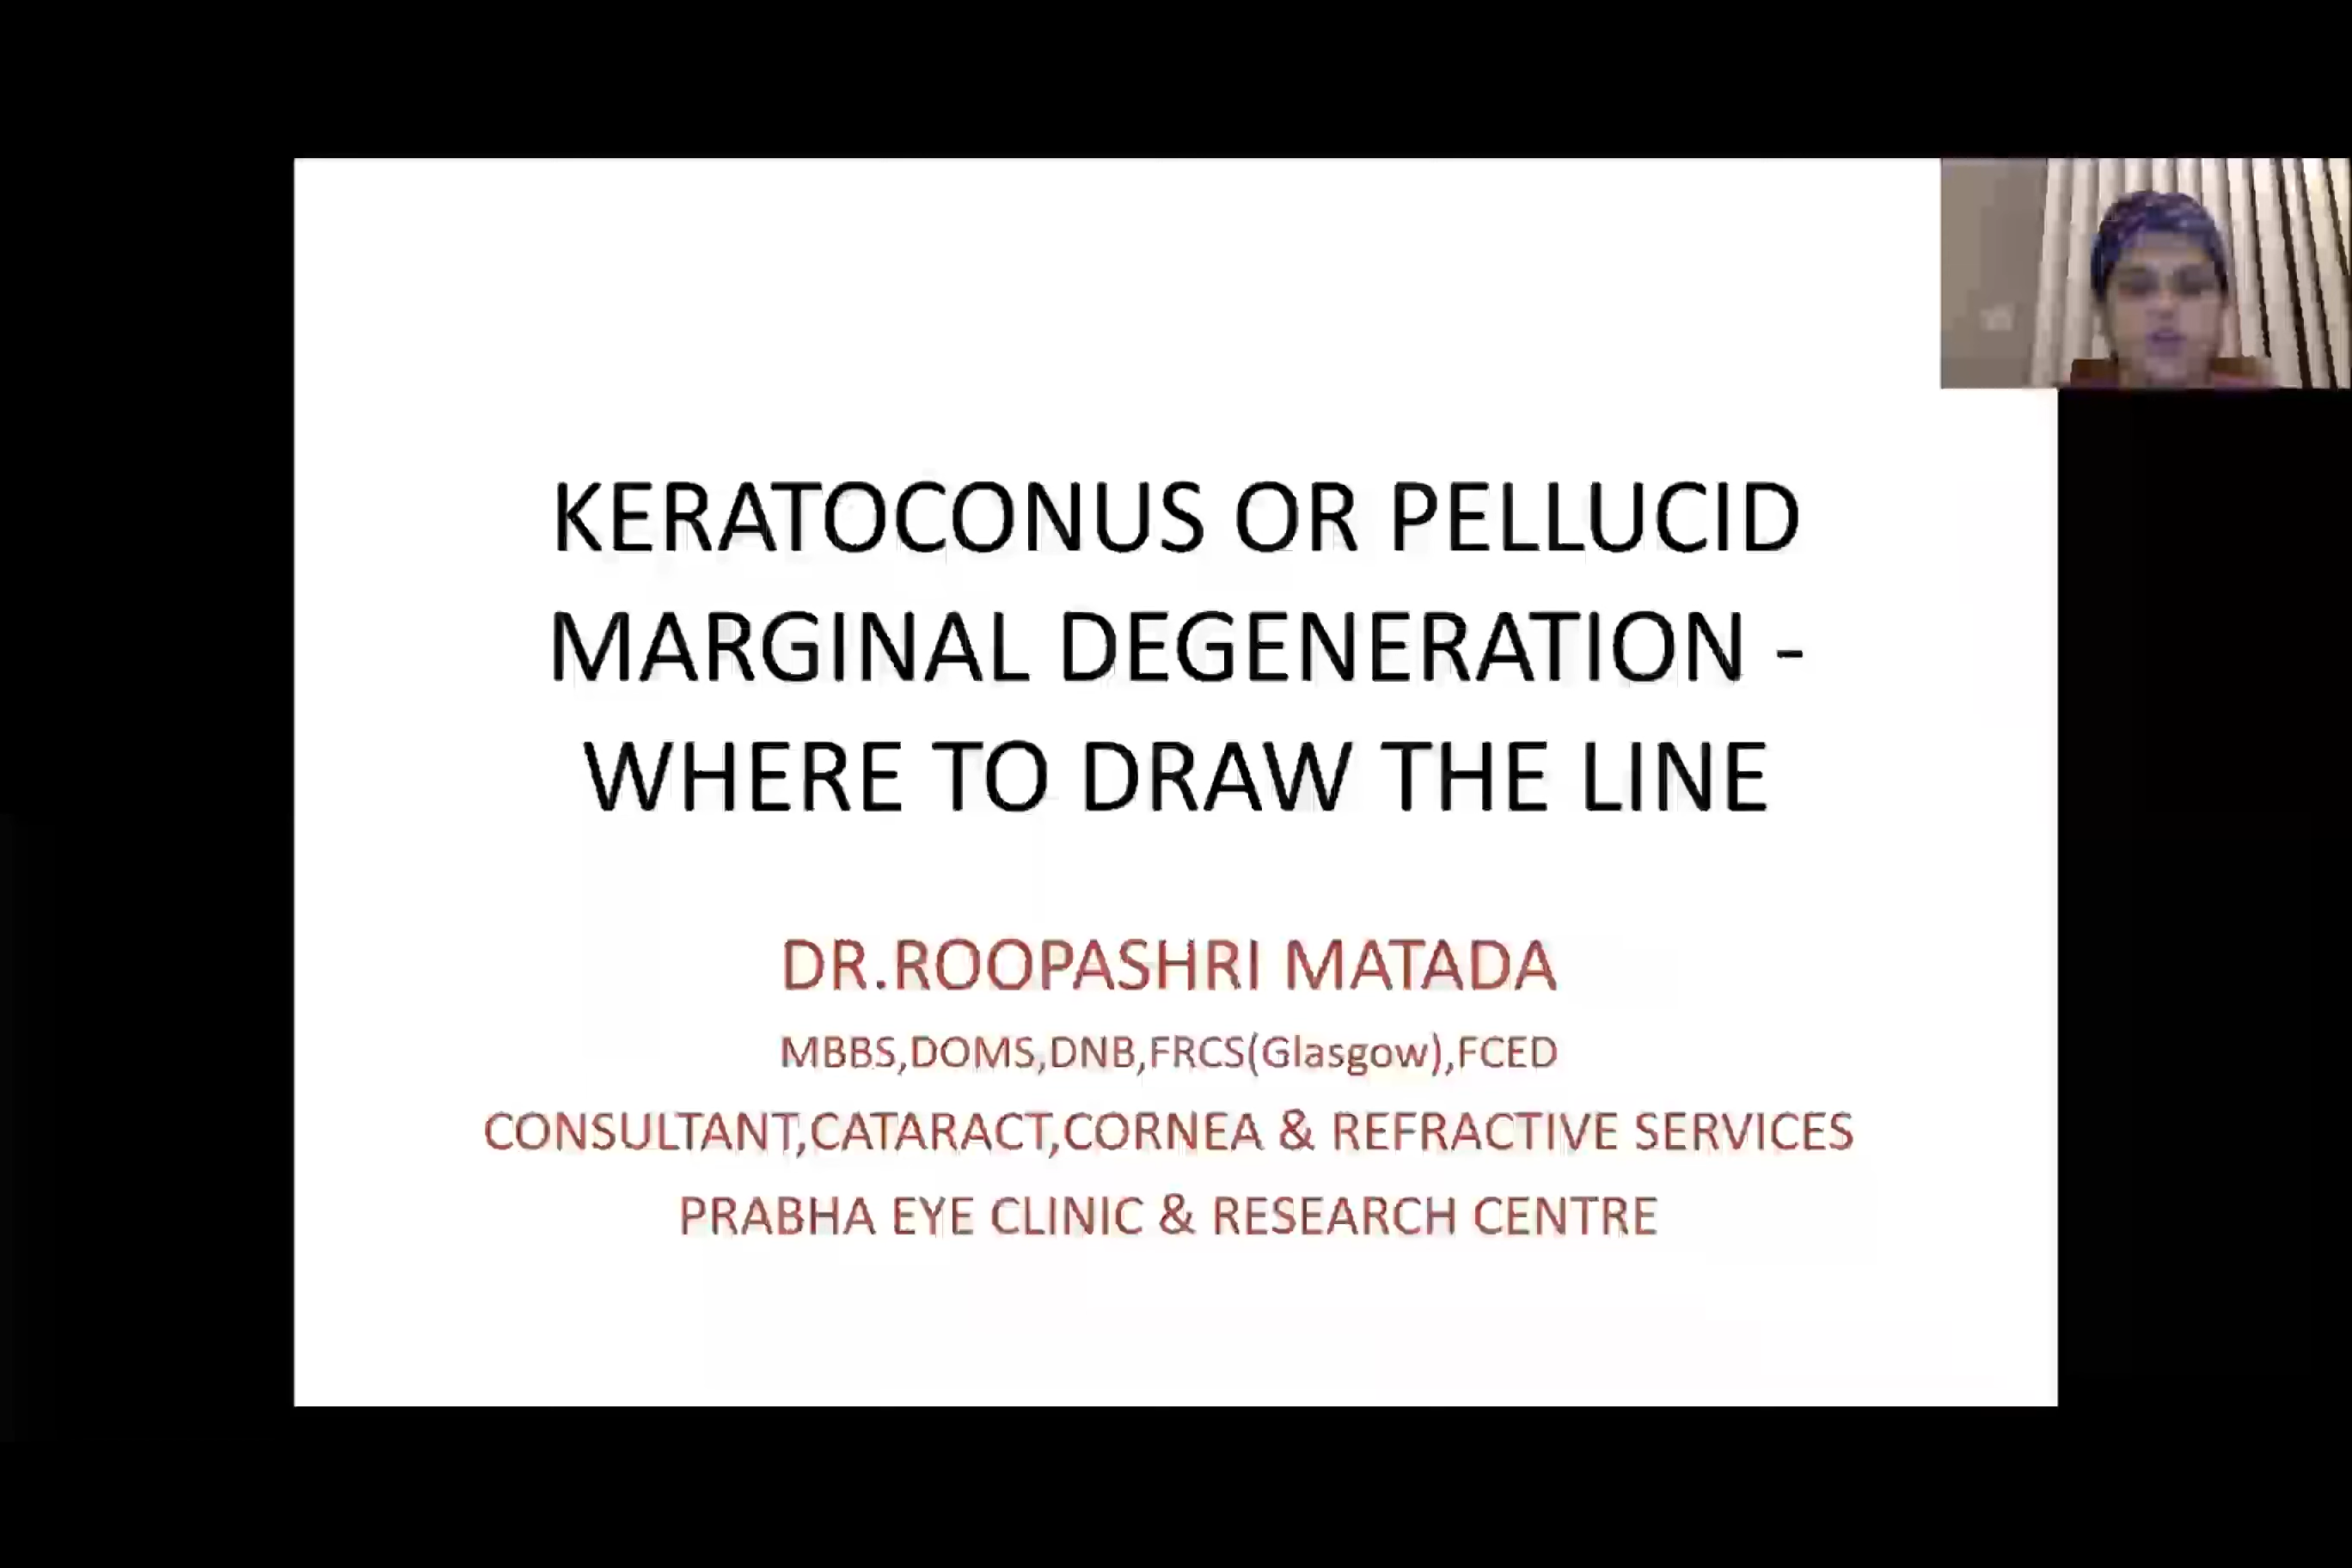 KERATOCONUS OR PELLUCID
MARGINAL DEGENERATION -
WHERE TO DRAW THE LINE
DR.ROOPASHRI MATADA
MBBS,DOMS,DNB,FRCS(Glasgow),FCED
CONSULTANT,CATARACT,CORNEA & REFRACTIVE SERVICES
PRABHA EYE CLINIC & RESEARCH CENTRE